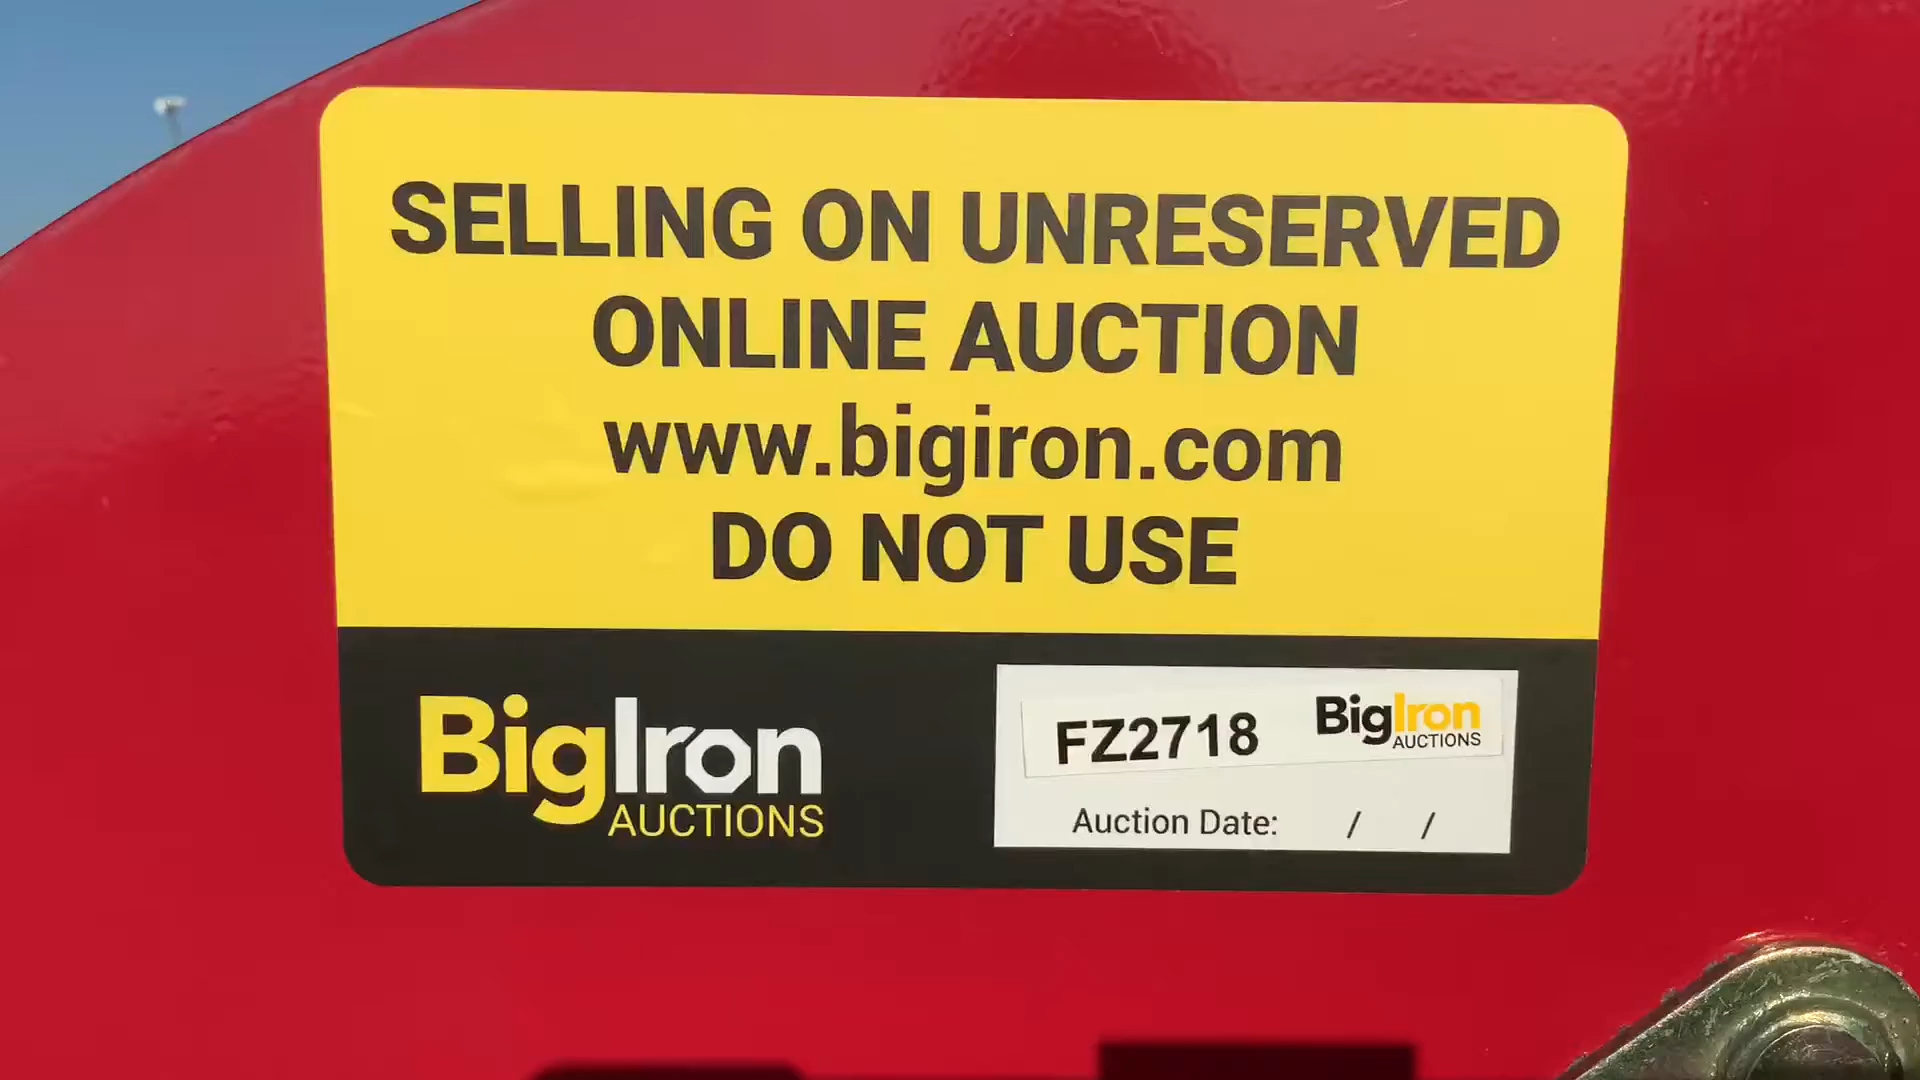 SELLING ON UNRESERVED
ONLINE AUCTION
www.bigiron.com
DO NOT USE
BigIron
AUCTIONS
FZ2718
BigIron
AUCTIONS
Auction Date: / /